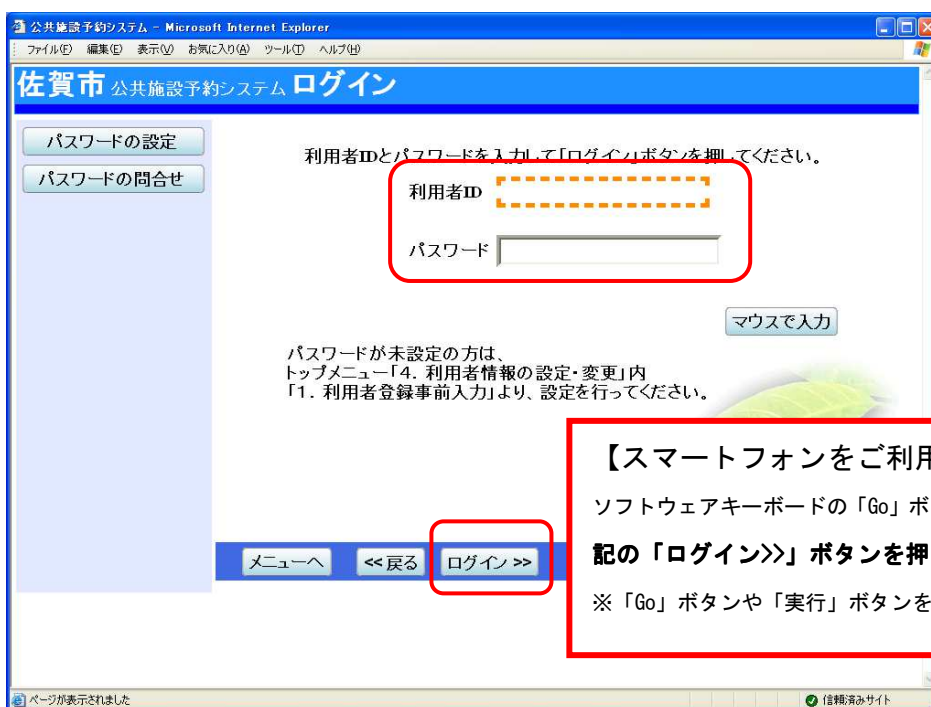 公共施設予約システム - Microsoft Internet Explorer
ファイル(F) 編集(E) 表示(V) お気に入り(A) ツール(T) ヘルプ(H)
佐賀市 公共施設予約システム ログイン
パスワードの設定
パスワードの問合せ
利用者IDとパスワードを入力して「ログイン」ボタンを押してください。
利用者ID
パスワード
マウスで入力
パスワードが未設定の方は、
トップメニュー「4. 利用者情報の設定・変更」内
「1. 利用者登録事前入力」より、設定を行ってください。
【スマートフォンをご利用
ソフトウェアキーボードの「Go」ボ
記の「ログイン>>」ボタンを押
※「Go」ボタンや「実行」ボタンを
メニューへ
<<戻る
ログイン >>
ページが表示されました
信頼済みサイト